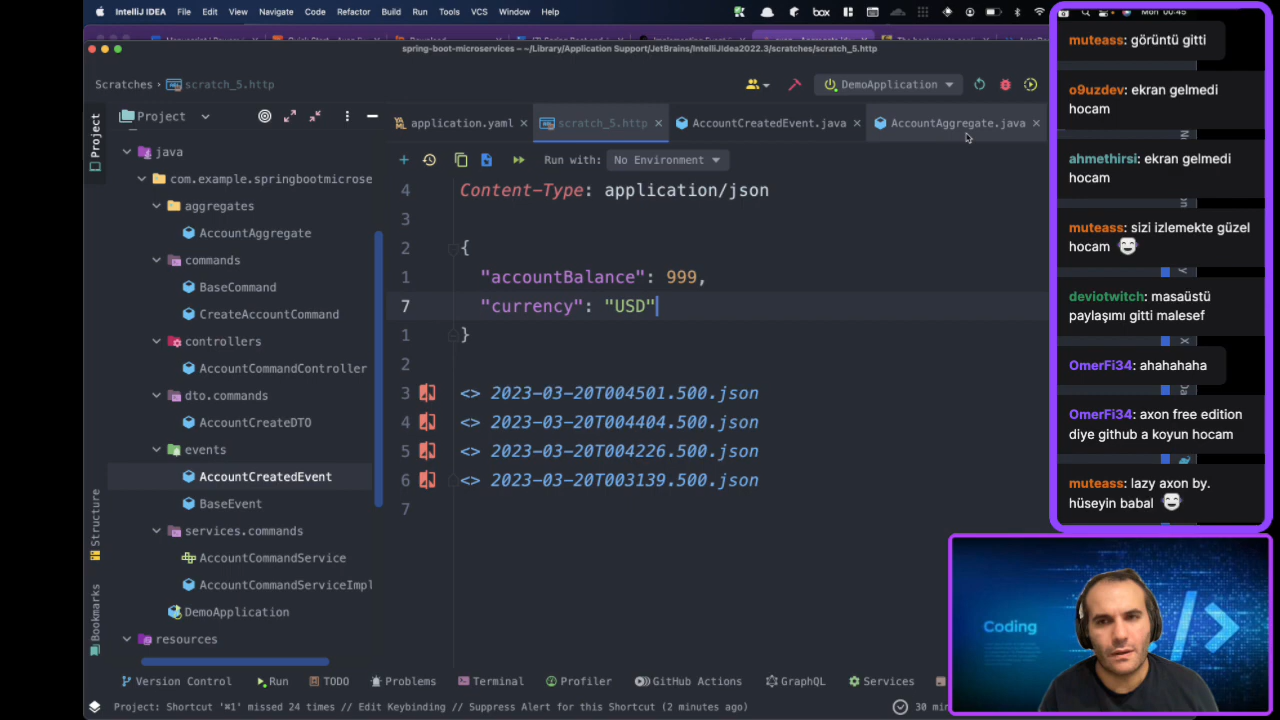 IntelliJ IDEA File Edit View Navigate Code Refactor Build Run Tools VCS Window Help
box
Mon 00:45
spring-boot-microservices – ~/Library/Application Support/JetBrains/IntelliJIdea2022.3/scratches/scratch_5.http
Scratches scratch_5.http
DemoApplication
Project
application.yaml
scratch_5.http
AccountCreatedEvent.java
AccountAggregate.java
Run with: No Environment
Project
java
com.example.springbootmicrose
aggregates
AccountAggregate
commands
BaseCommand
CreateAccountCommand
controllers
AccountCommandController
dto.commands
AccountCreateDTO
events
AccountCreatedEvent
BaseEvent
services.commands
AccountCommandService
AccountCommandServiceImpl
DemoApplication
resources
Structure
Bookmarks
4 Content-Type: application/json
3
2 {
1 "accountBalance": 999,
7 "currency": "USD"
1 }
2
3 <> 2023-03-20T004501.500.json
4 <> 2023-03-20T004404.500.json
5 <> 2023-03-20T004226.500.json
6 <> 2023-03-20T003139.500.json
7
muteass: görüntü gitti
o9uzdev: ekran gelmedi
hocam
ahmethirsi: ekran gelmedi
hocam
muteass: sizi izlemekte güzel
hocam
deviotwitch: masaüstü
paylaşımı gitti malesef
OmerFi34: ahahahaha
OmerFi34: axon free edition
diye github a koyun hocam
muteass: lazy axon by.
hüseyin babal
Coding
</>
Version Control Run TODO Problems Terminal Profiler GitHub Actions GraphQL Services
Project: Shortcut '⌘1' missed 24 times // Edit Keybinding // Suppress Alert for this Shortcut (2 minutes ago)
30 min